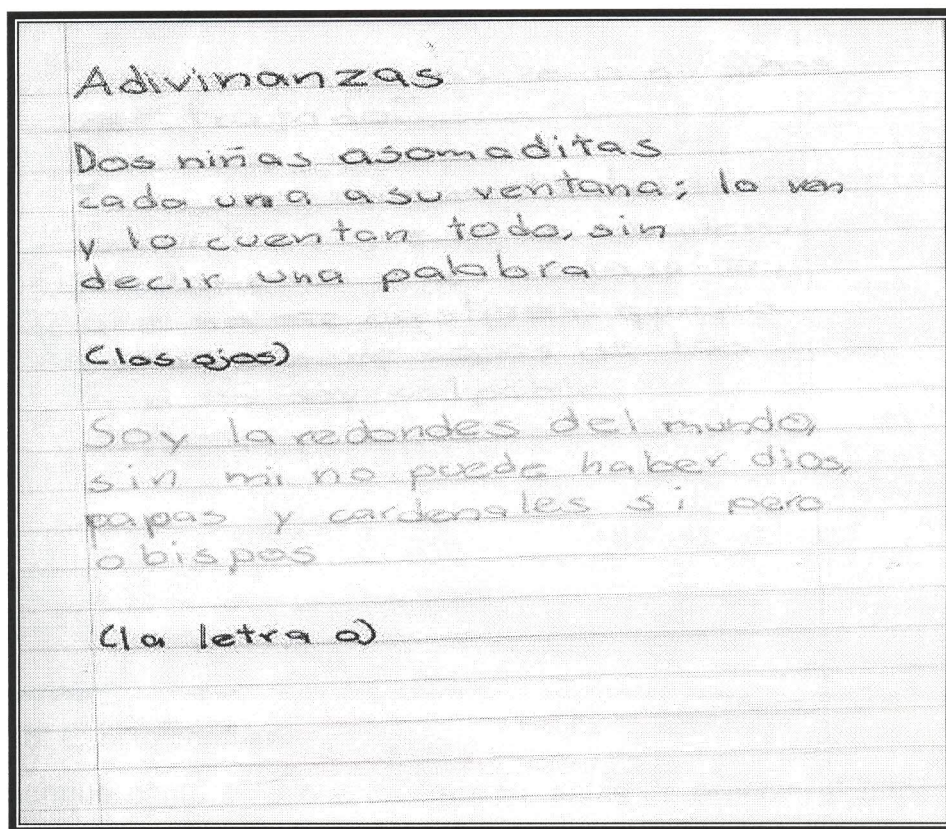 Adivinanzas
Dos niñas asomaditas
cada una asu ventana; lo ven
y lo cuentan todo, sin
decir una palabra
(los ojos)
Soy la redondes del mundo,
sin mi no puede haber dios,
papas y cardenales si pero
obispos
(la letra o)